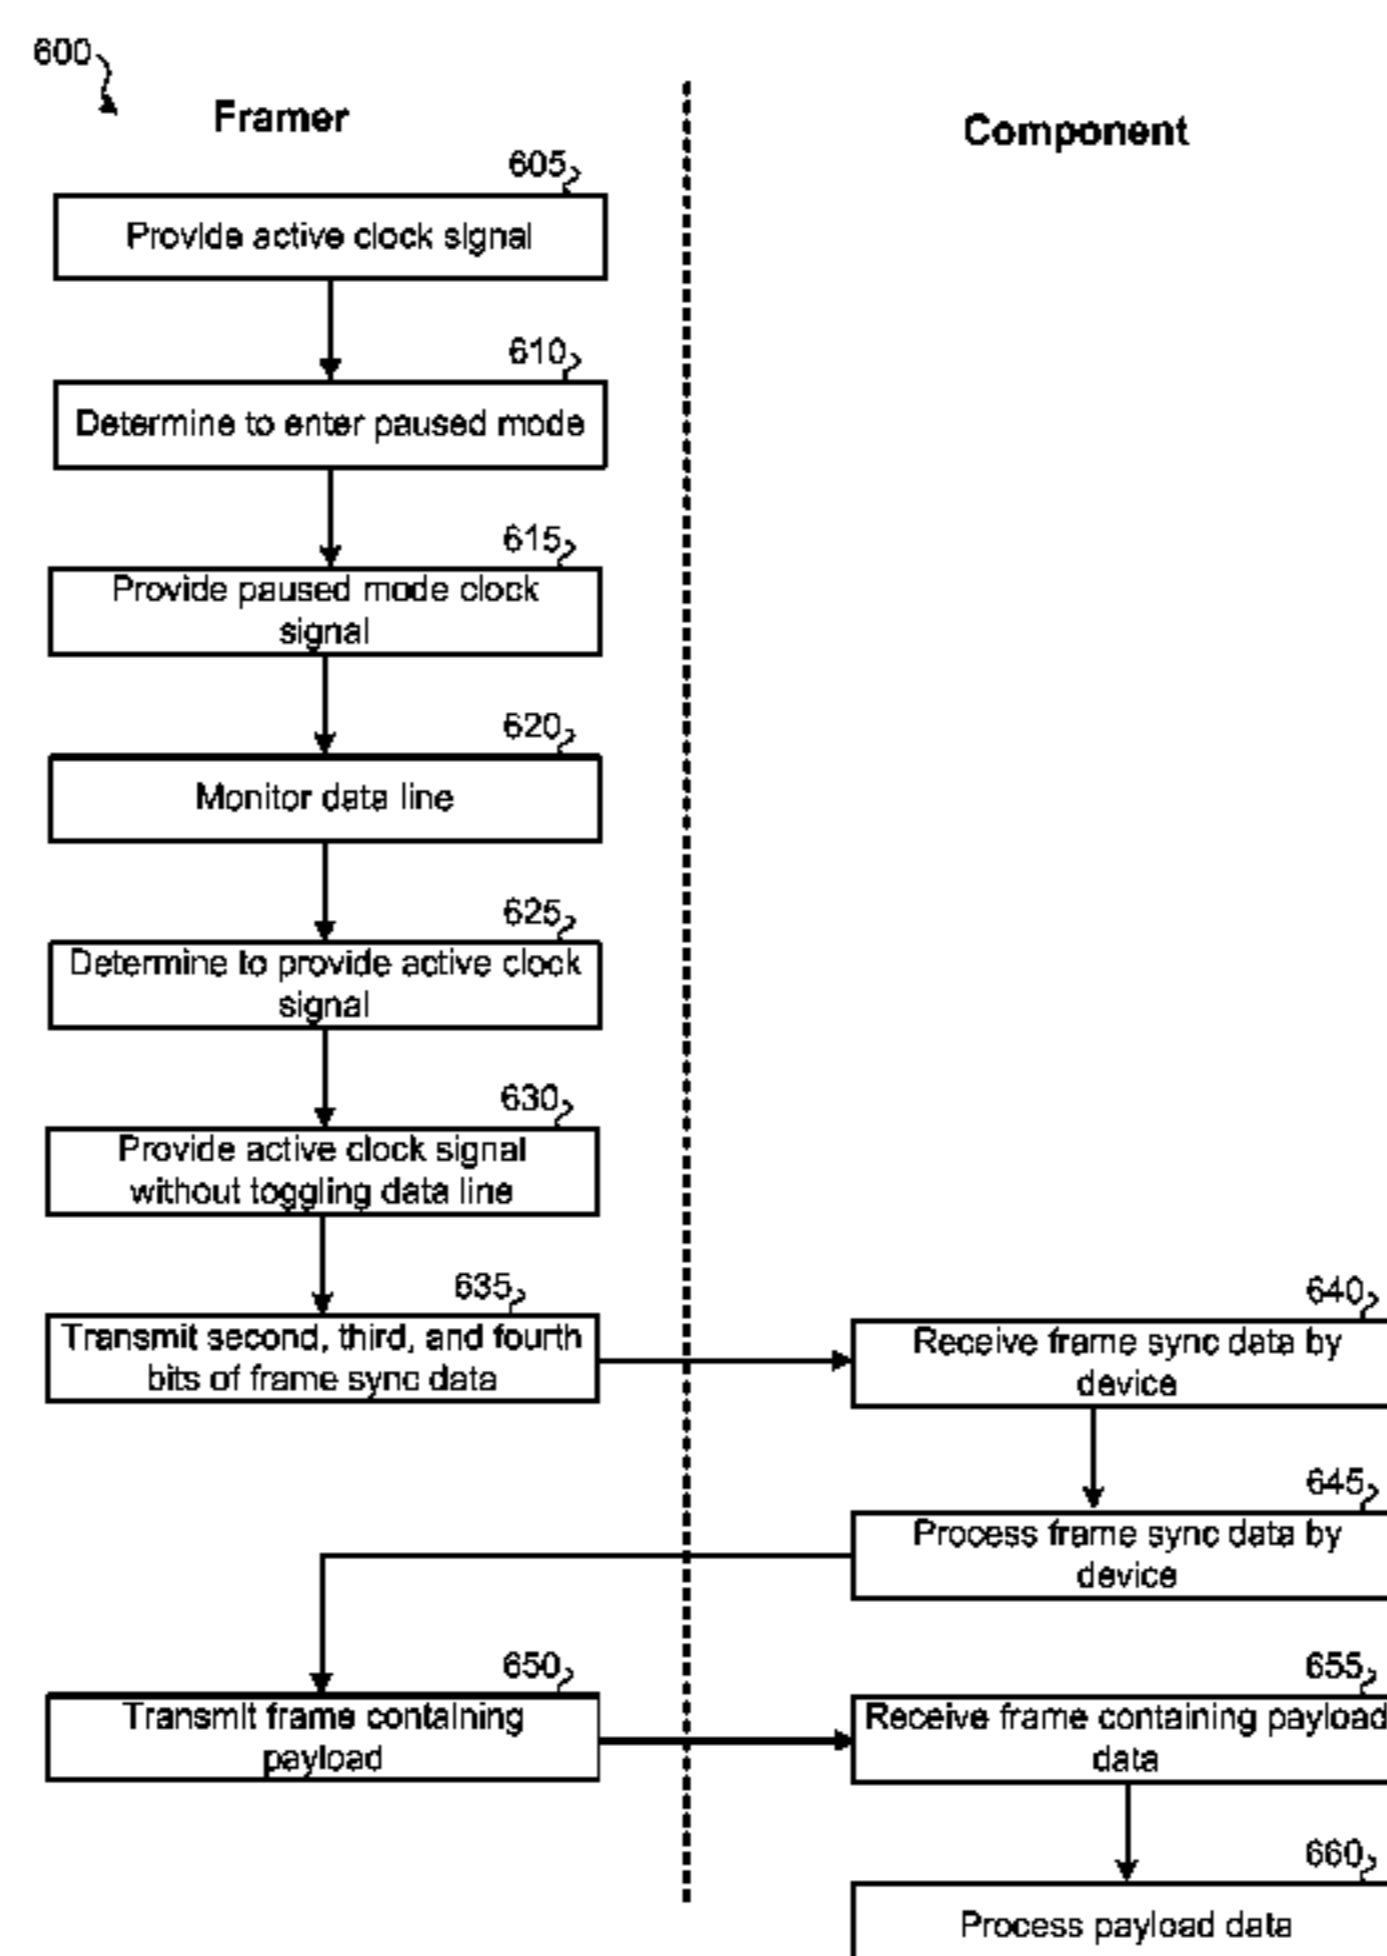 600
Framer
Component
605
Provide active clock signal
610
Determine to enter paused mode
615
Provide paused mode clock
signal
620
Monitor data line
625
Determine to provide active clock
signal
630
Provide active clock signal
without toggling data line
635
Transmit second, third, and fourth
bits of frame sync data
640
Receive frame sync data by
device
645
Process frame sync data by
device
650
Transmit frame containing
payload
655
Receive frame containing payload
data
660
Process payload data